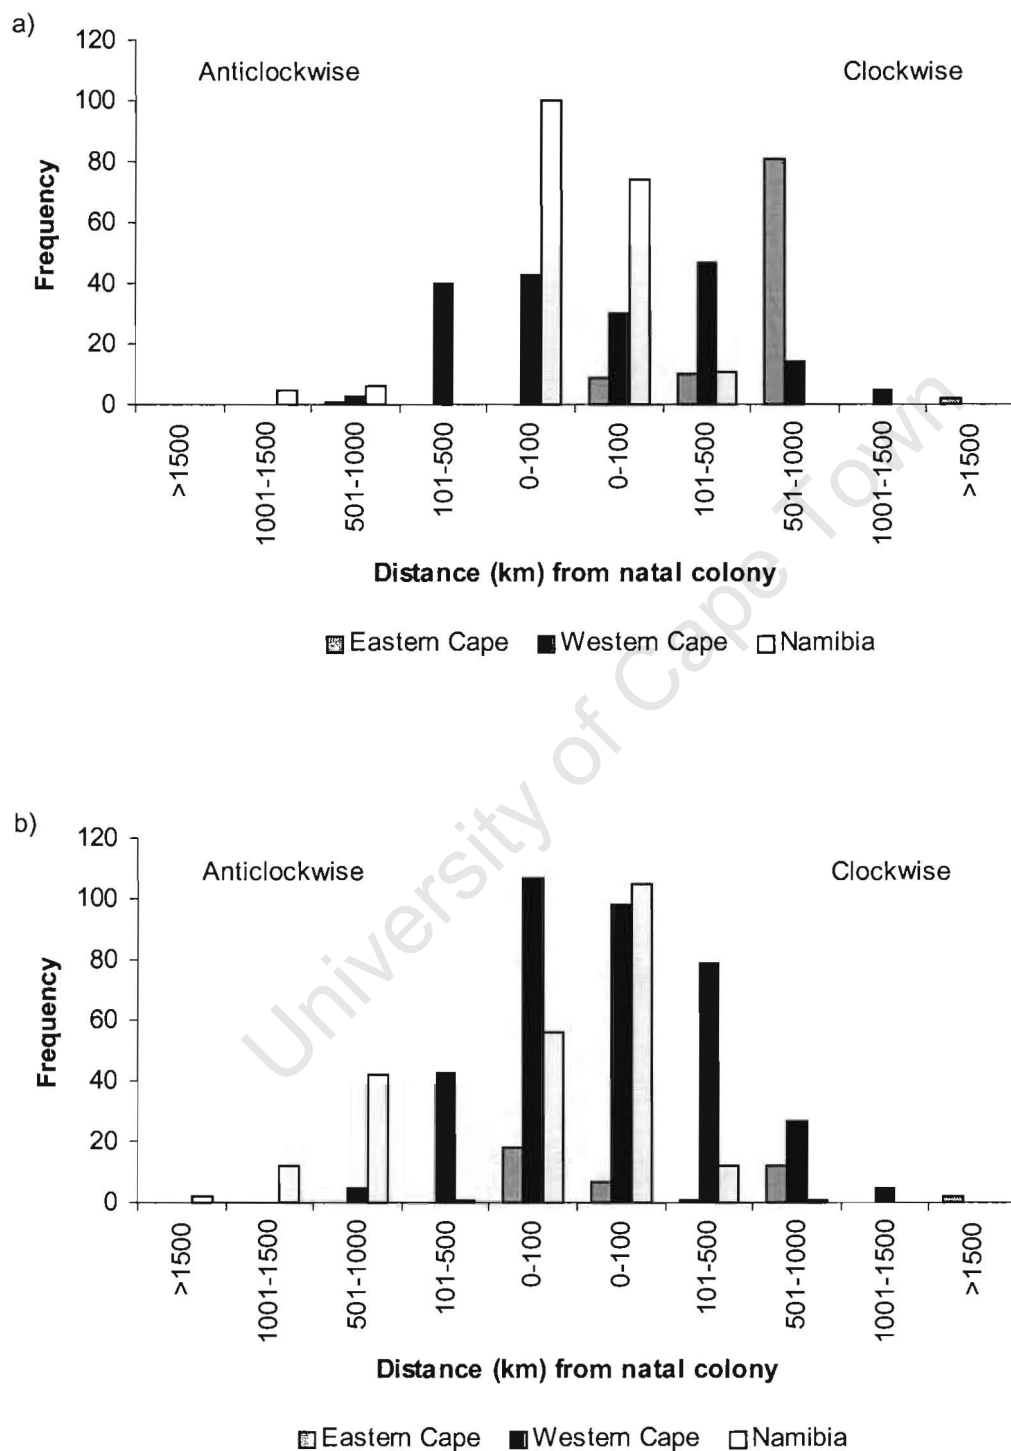 a)
120
100
80
60
40
20
0
Frequency
Anticlockwise
Clockwise
>1500
1001-1500
501-1000
101-500
0-100
0-100
101-500
501-1000
1001-1500
>1500
Distance (km) from natal colony
Eastern Cape Western Cape Namibia
University of Cape Town
b)
120
100
80
60
40
20
0
Frequency
Anticlockwise
Clockwise
>1500
1001-1500
501-1000
101-500
0-100
0-100
101-500
501-1000
1001-1500
>1500
Distance (km) from natal colony
Eastern Cape Western Cape Namibia